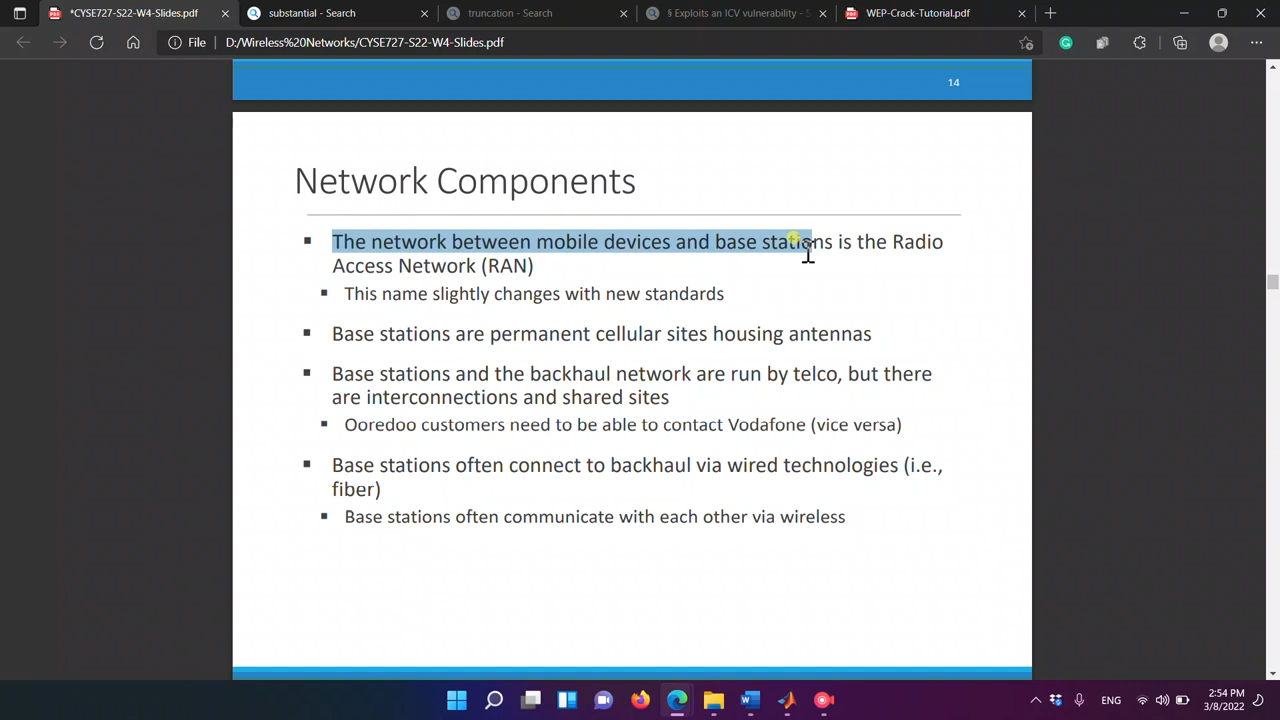 *CYSE727-S22-W4-Slides.pdf
substantial - Search
truncation - Search
§ Exploits an ICV vulnerability - S
WEP-Crack-Tutorial.pdf
File
D:/Wireless%20Networks/CYSE727-S22-W4-Slides.pdf
14
Network Components
▪ The network between mobile devices and base stations is the Radio
Access Network (RAN)
▪ This name slightly changes with new standards
▪ Base stations are permanent cellular sites housing antennas
▪ Base stations and the backhaul network are run by telco, but there
are interconnections and shared sites
▪ Ooredoo customers need to be able to contact Vodafone (vice versa)
▪ Base stations often connect to backhaul via wired technologies (i.e.,
fiber)
▪ Base stations often communicate with each other via wireless
ENG
2:54 PM
3/8/2022